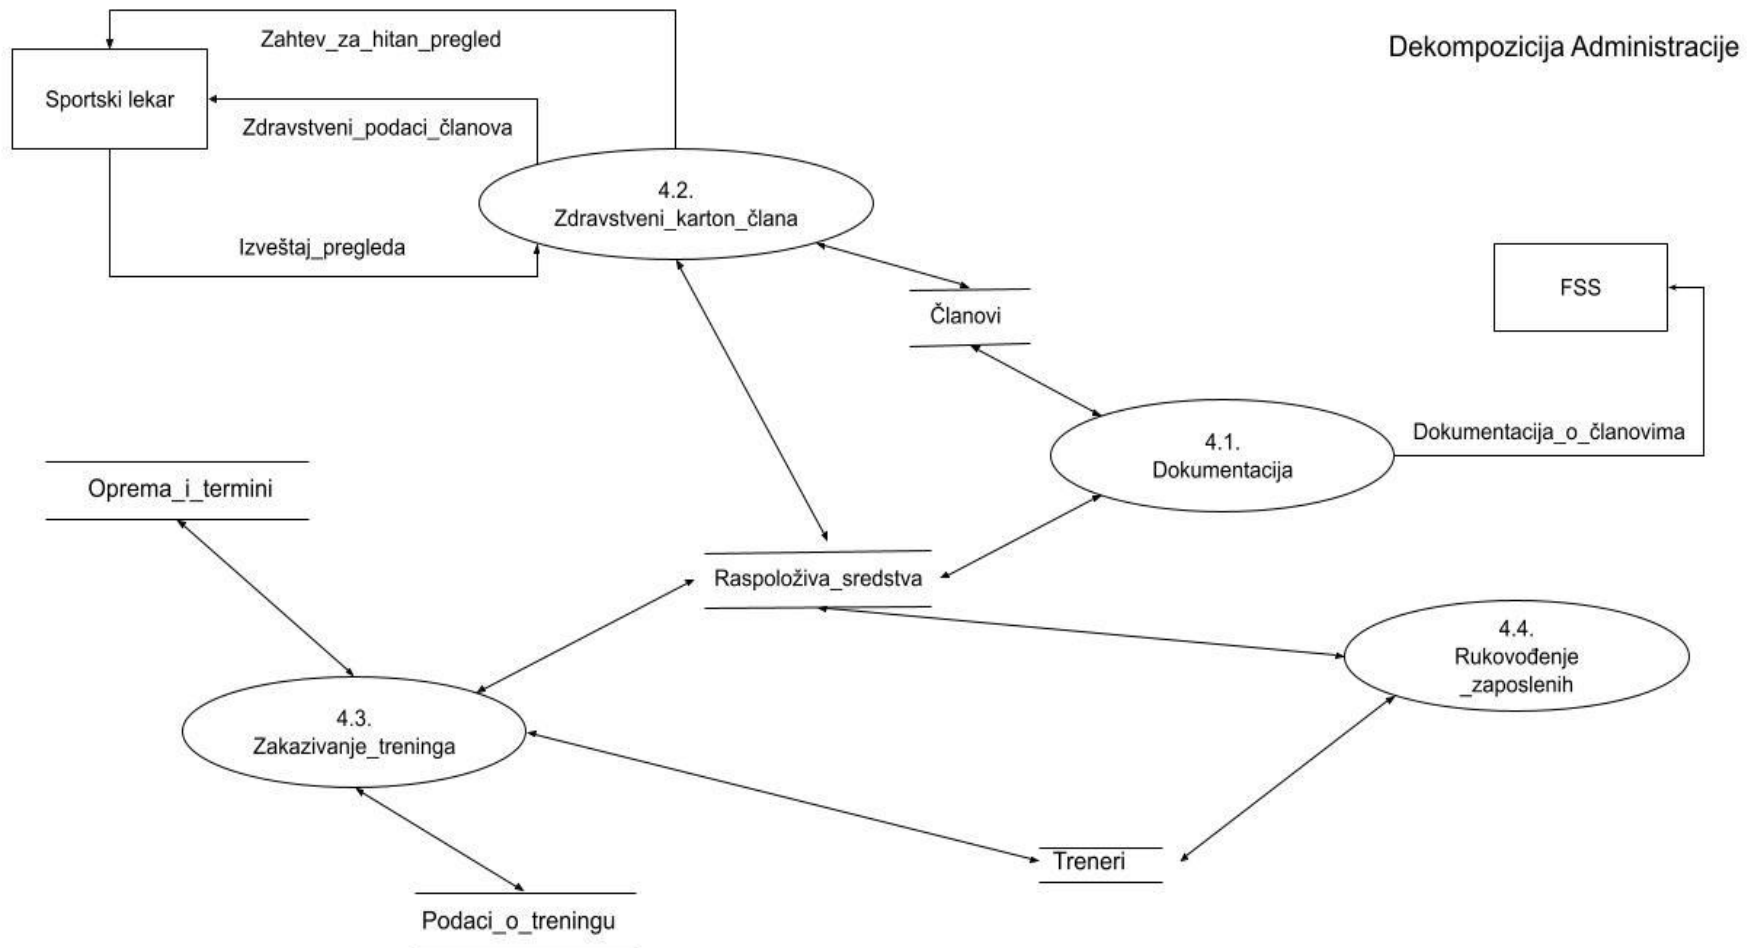 Zahtev_za_hitan_pregled
Dekompozicija Administracije
Sportski lekar
Zdravstveni_podaci_članova
4.2.
Zdravstveni_karton_člana
Izveštaj_pregleda
FSS
Članovi
Dokumentacija_o_članovima
4.1.
Dokumentacija
Oprema_i_termini
Raspoloživa_sredstva
4.4.
Rukovođenje
_zaposlenih
4.3.
Zakazivanje_treninga
Treneri
Podaci_o_treningu